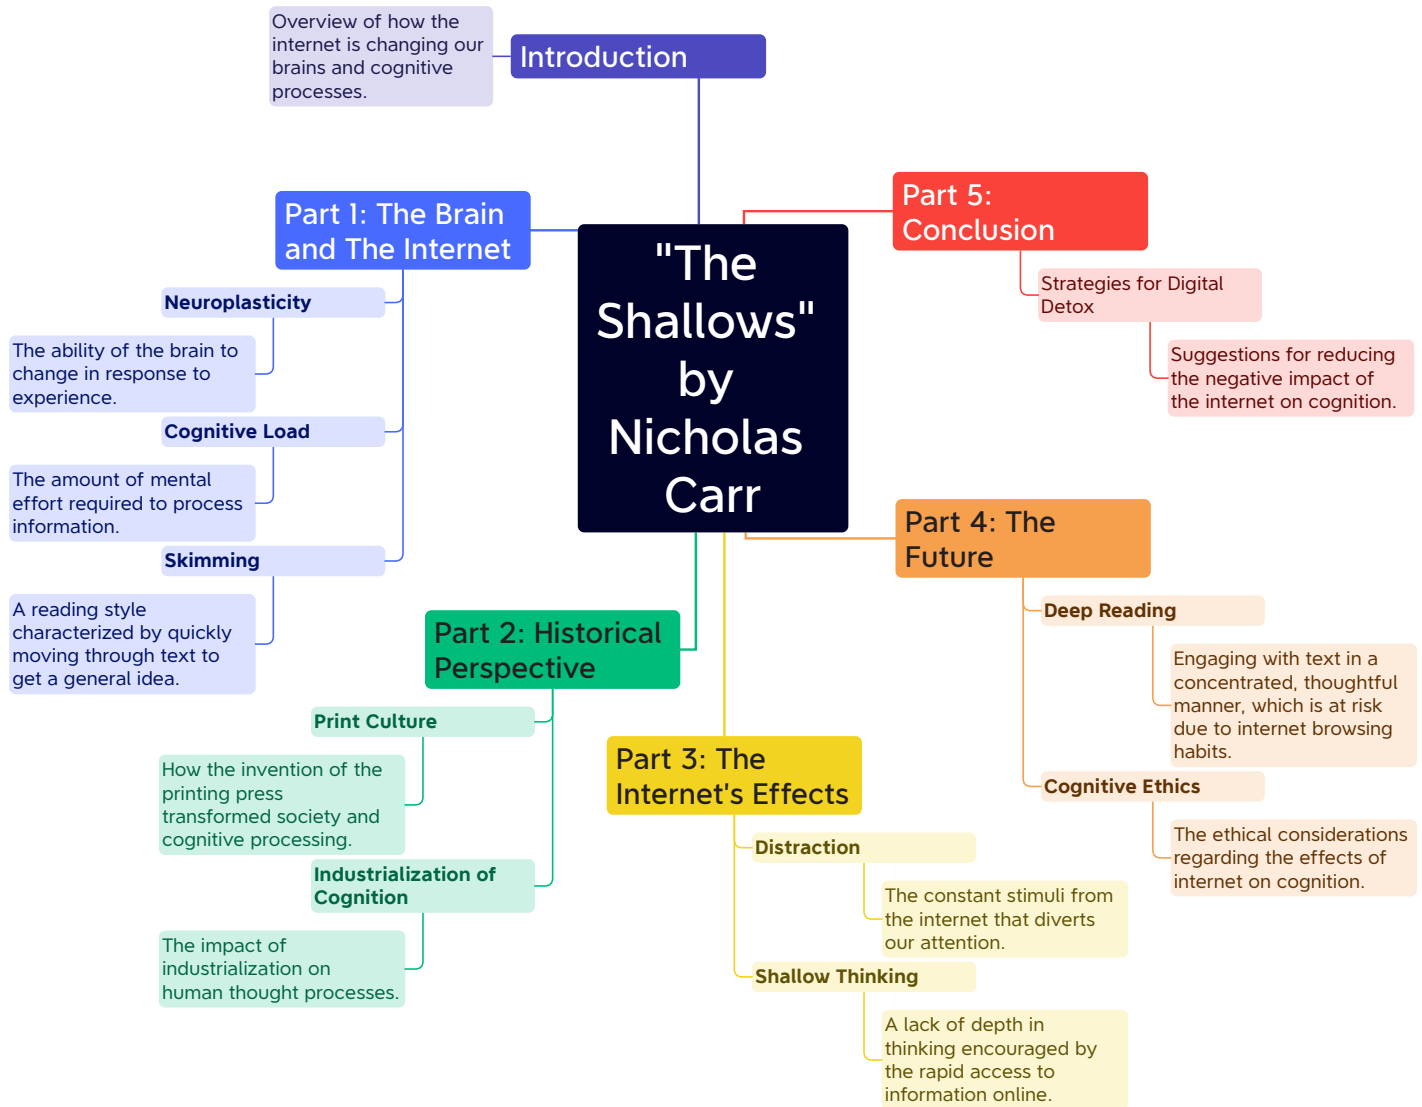 "The
Shallows"
by
Nicholas
Carr
Introduction
Overview of how the
internet is changing our
brains and cognitive
processes.
Part 1: The Brain
and The Internet
Neuroplasticity
The ability of the brain to
change in response to
experience.
Cognitive Load
The amount of mental
effort required to process
information.
Skimming
A reading style
characterized by quickly
moving through text to
get a general idea.
Part 2: Historical
Perspective
Print Culture
How the invention of the
printing press
transformed society and
cognitive processing.
Industrialization of
Cognition
The impact of
industrialization on
human thought processes.
Part 3: The
Internet's Effects
Distraction
The constant stimuli from
the internet that diverts
our attention.
Shallow Thinking
A lack of depth in
thinking encouraged by
the rapid access to
information online.
Part 4: The
Future
Deep Reading
Engaging with text in a
concentrated, thoughtful
manner, which is at risk
due to internet browsing
habits.
Cognitive Ethics
The ethical considerations
regarding the effects of
internet on cognition.
Part 5:
Conclusion
Strategies for Digital
Detox
Suggestions for reducing
the negative impact of
the internet on cognition.